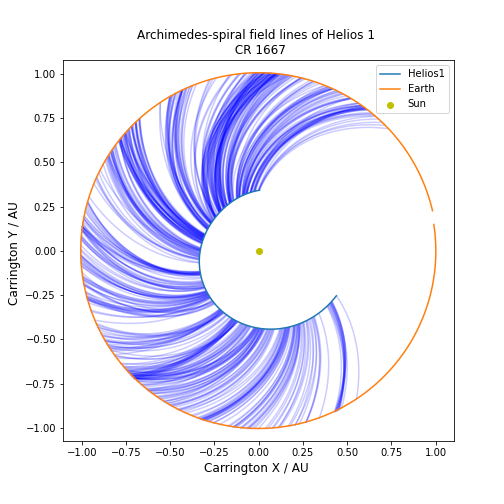 Archimedes-spiral field lines of Helios 1
CR 1667
Helios1
Earth
Sun
1.00
0.75
0.50
0.25
0.00
−0.25
−0.50
−0.75
−1.00
Carrington Y / AU
−1.00 −0.75 −0.50 −0.25 0.00 0.25 0.50 0.75 1.00
Carrington X / AU